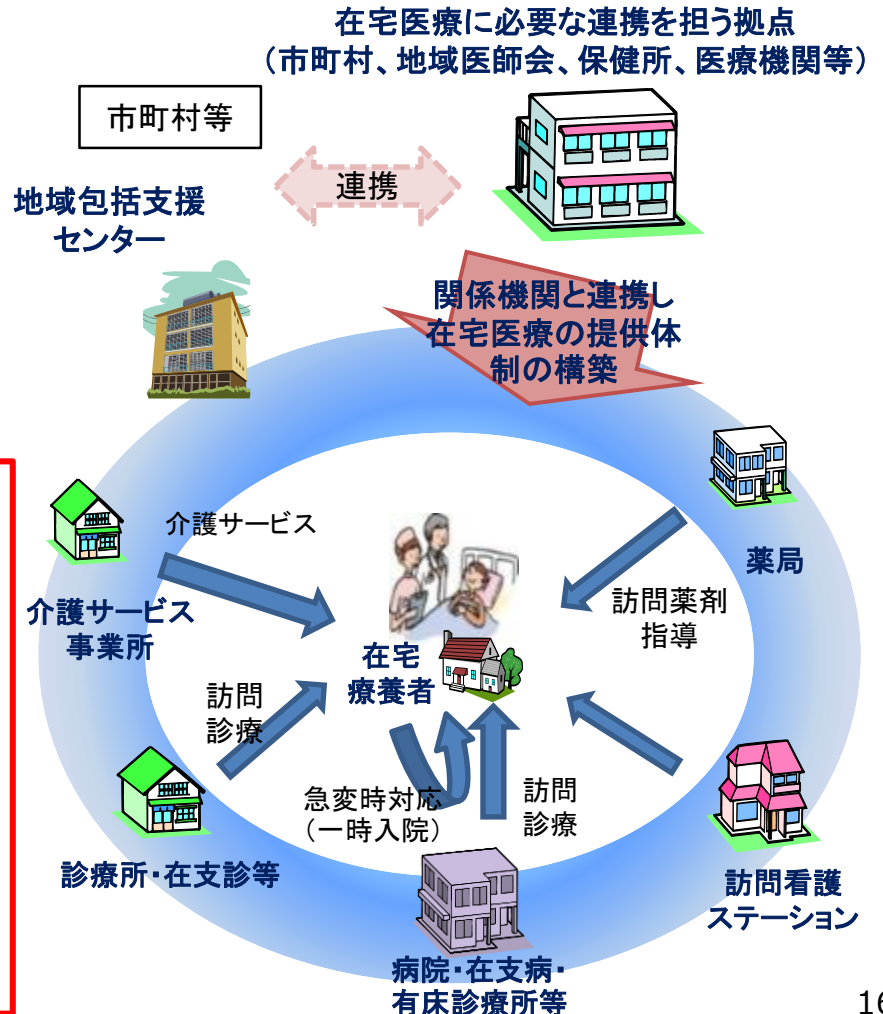 在宅医療に必要な連携を担う拠点
（市町村、地域医師会、保健所、医療機関等）
市町村等
連携
地域包括支援
センター
関係機関と連携し
在宅医療の提供体
制の構築
介護サービス
介護サービス
事業所
薬局
訪問薬剤
指導
在宅
療養者
訪問
診療
急変時対応
（一時入院）
訪問
診療
診療所・在支診等
訪問看護
ステーション
病院・在支病・
有床診療所等
16